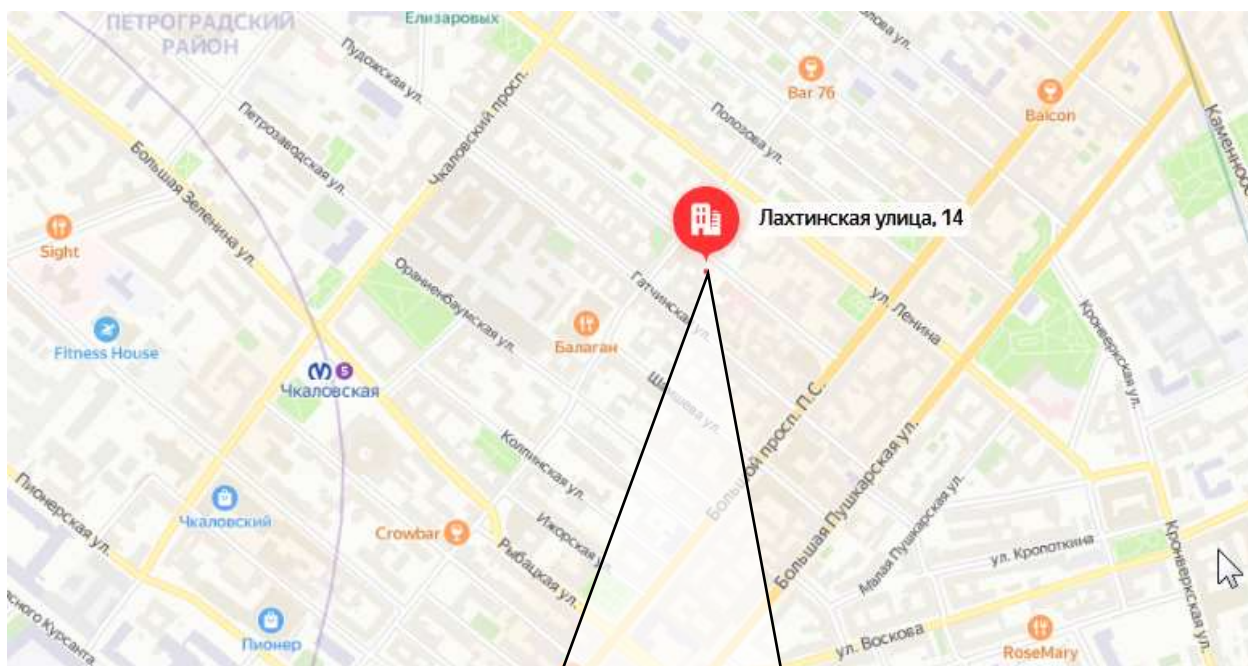 ПЕТРОГРАДСКИЙ
РАЙОН
Елизаровых
Пудожская ул.
Bar 76
Balcon
Петрозаводская ул.
Чкаловский просп.
Полозова ул.
Большая Зеленина ул.
Лахтинская улица, 14
Sight
Ораниенбаумская ул.
Гатчинская ул.
ул. Ленина
Кронверкская ул.
Fitness House
Балаган
5
Чкаловская
Большой просп. П.С.
Колпинская ул.
Большая Пушкарская ул.
Малая Пушкарская ул.
Пионерская ул.
Чкаловский
Crowbar
Ижорская ул.
Рыбацкая ул.
ул. Кропоткина
Кронверкская ул.
Пионер
ул. Воскова
RoseMary